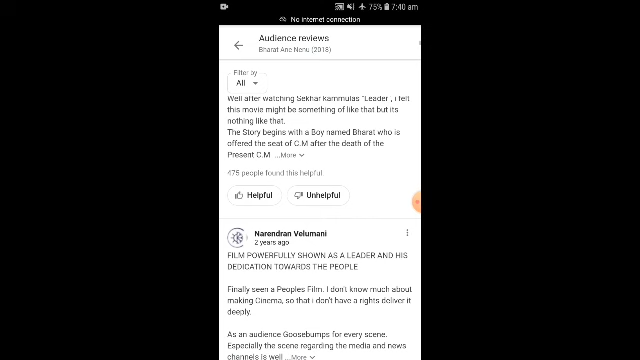 75% 7:40 am
No internet connection
Audience reviews
Bharat Ane Nenu (2018)
Filter by
All
Well after watching Sekhar kammulas "Leader", i felt
this movie might be something of like that but its
nothing like that.
The Story begins with a Boy named Bharat who is
offered the seat of C.M after the death of the
Present C.M ...More
475 people found this helpful
Helpful Unhelpful
Narendran Velumani
2 years ago
FILM POWERFULLY SHOWN AS A LEADER AND HIS
DEDICATION TOWARDS THE PEOPLE
Finally seen a Peoples Film. I don't know much about
making Cinema, so that i don't have a rights deliver it
deeply.
As an audience Goosebumps for every scene.
Especially the scene regarding the media and news
channels is well ...More